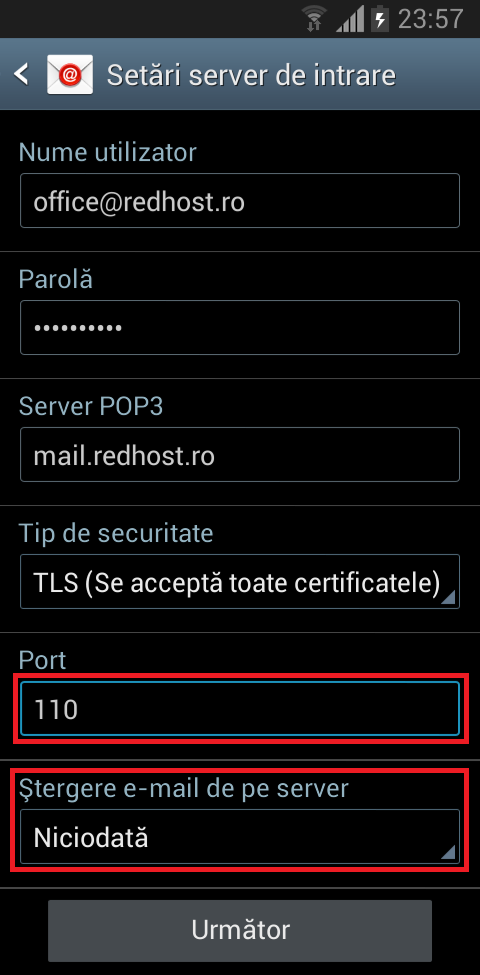 23:57
@
Setări server de intrare
Nume utilizator
office@redhost.ro
Parolă
••••••••••
Server POP3
mail.redhost.ro
Tip de securitate
TLS (Se acceptă toate certificatele)
Port
110
Ştergere e-mail de pe server
Niciodată
Următor